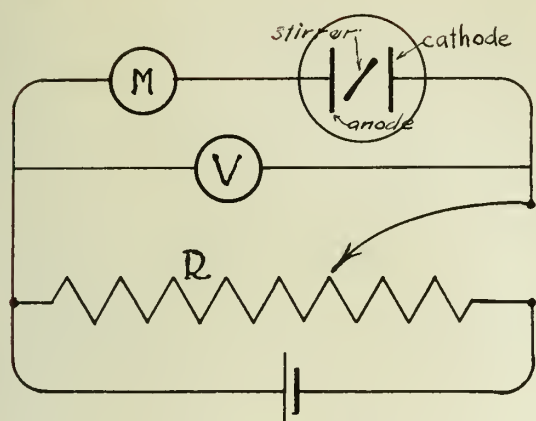 stirrer
cathode
M
anode
V
R